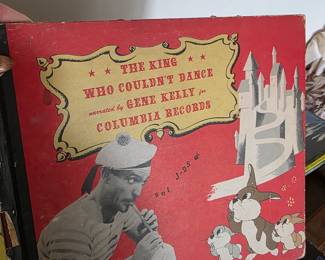 THE KING
WHO COULDN'T DANCE
narrated by GENE KELLY for
COLUMBIA RECORDS